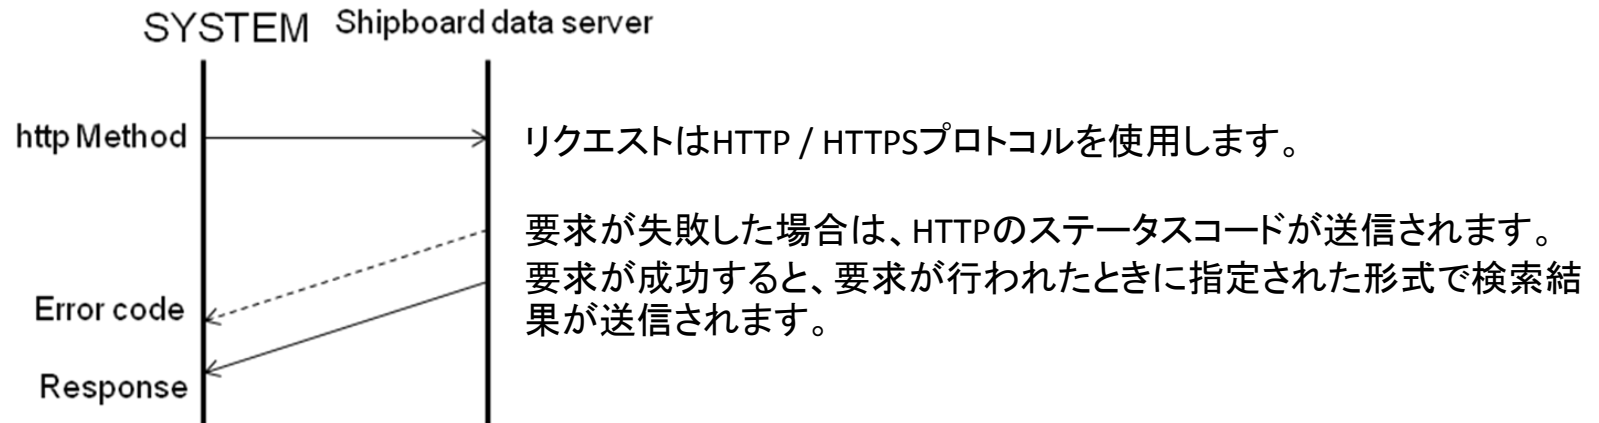 SYSTEM Shipboard data server
http Method
リクエストはHTTP / HTTPSプロトコルを使用します。
要求が失敗した場合は、HTTPのステータスコードが送信されます。
要求が成功すると、要求が行われたときに指定された形式で検索結
果が送信されます。
Error code
Response